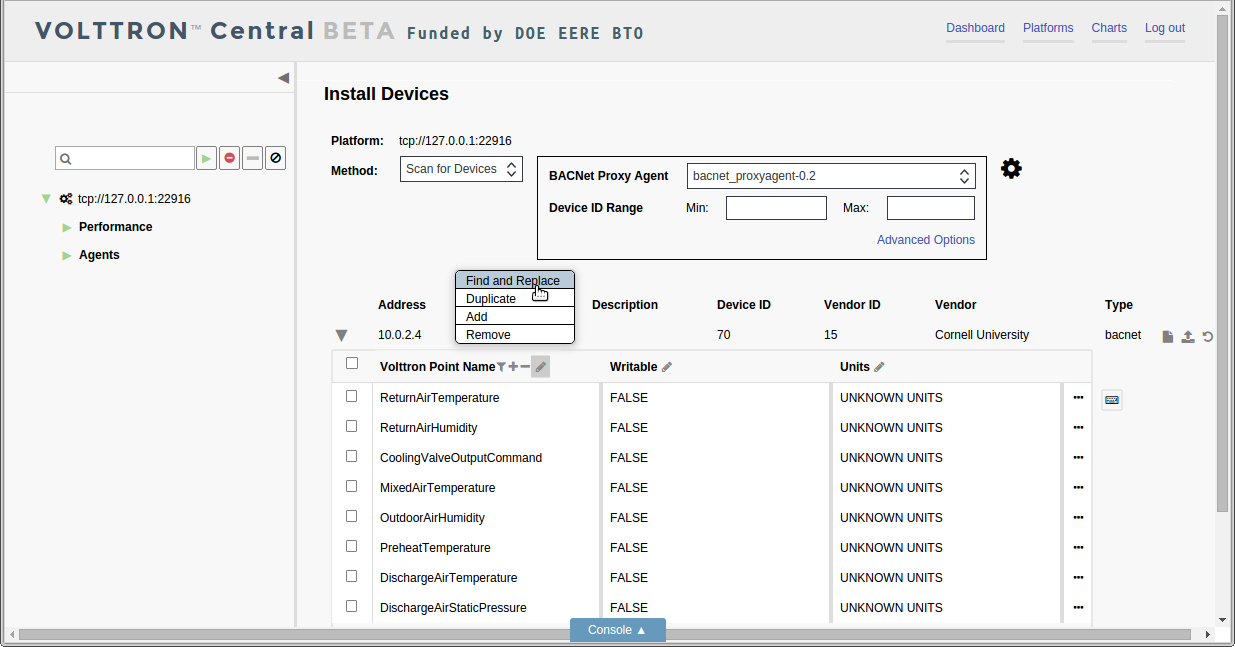 VOLTTRON™ Central BETA Funded by DOE EERE BTO
Dashboard Platforms Charts Log out
Install Devices
Platform: tcp://127.0.0.1:22916
Method: Scan for Devices
BACNet Proxy Agent bacnet_proxyagent-0.2
Device ID Range Min: Max:
Advanced Options
tcp://127.0.0.1:22916
Performance
Agents
Find and Replace
Duplicate
Add
Remove
Address Description Device ID Vendor ID Vendor Type
10.0.2.4 70 15 Cornell University bacnet
Volttron Point Name Writable Units
ReturnAirTemperature FALSE UNKNOWN UNITS
ReturnAirHumidity FALSE UNKNOWN UNITS
CoolingValveOutputCommand FALSE UNKNOWN UNITS
MixedAirTemperature FALSE UNKNOWN UNITS
OutdoorAirHumidity FALSE UNKNOWN UNITS
PreheatTemperature FALSE UNKNOWN UNITS
DischargeAirTemperature FALSE UNKNOWN UNITS
DischargeAirStaticPressure FALSE UNKNOWN UNITS
Console ▲